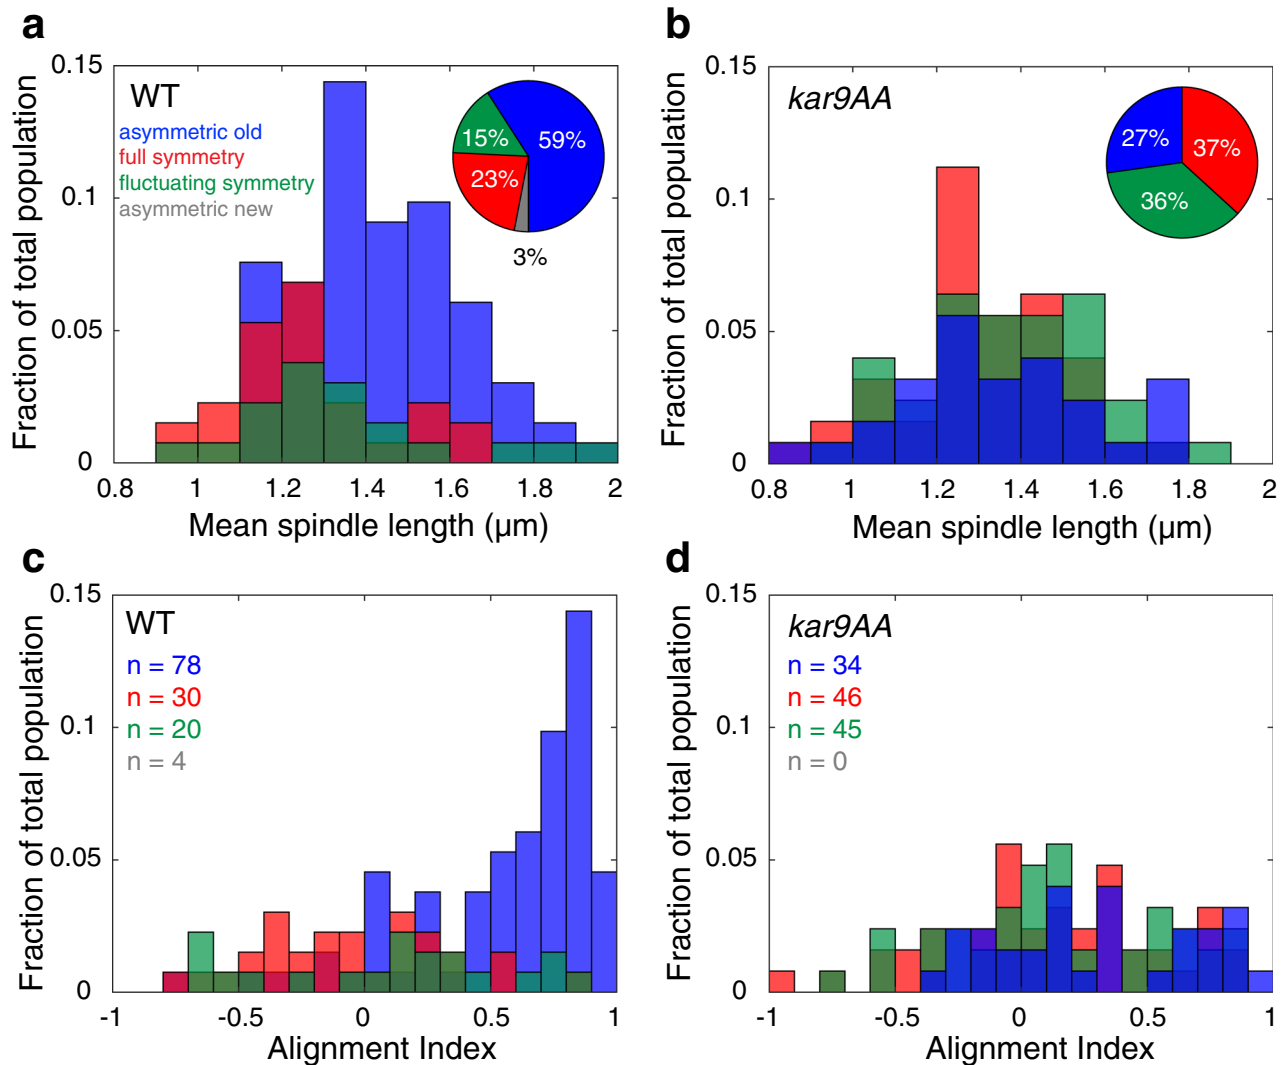 a
WT
asymmetric old
full symmetry
fluctuating symmetry
asymmetric new
59%
15%
23%
3%
0.15
0.1
0.05
0
0.8 1 1.2 1.4 1.6 1.8 2
Fraction of total population
Mean spindle length (µm)
b
kar9AA
27%
37%
36%
0.15
0.1
0.05
0
0.8 1 1.2 1.4 1.6 1.8 2
Fraction of total population
Mean spindle length (µm)
c
WT
n = 78
n = 30
n = 20
n = 4
0.15
0.1
0.05
0
-1 -0.5 0 0.5 1
Fraction of total population
Alignment Index
d
kar9AA
n = 34
n = 46
n = 45
n = 0
0.15
0.1
0.05
0
-1 -0.5 0 0.5 1
Fraction of total population
Alignment Index